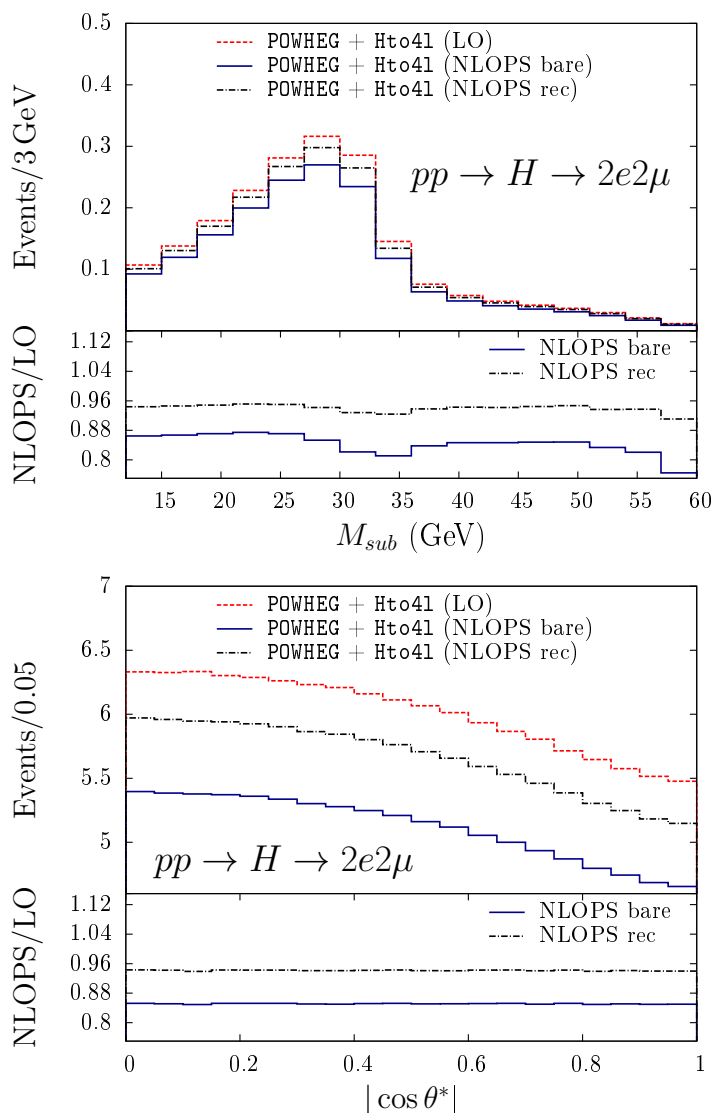 0.5
0.4
0.3
0.2
0.1
Events/3 GeV
POWHEG + Hto4l (LO)
POWHEG + Hto4l (NLOPS bare)
POWHEG + Hto4l (NLOPS rec)
pp → H → 2e2μ
1.12
1.04
0.96
0.88
0.8
NLOPS/LO
NLOPS bare
NLOPS rec
15 20 25 30 35 40 45 50 55 60
M_sub (GeV)
7
6.5
6
5.5
5
Events/0.05
POWHEG + Hto4l (LO)
POWHEG + Hto4l (NLOPS bare)
POWHEG + Hto4l (NLOPS rec)
pp → H → 2e2μ
1.12
1.04
0.96
0.88
0.8
NLOPS/LO
NLOPS bare
NLOPS rec
0 0.2 0.4 0.6 0.8 1
| cos θ*|